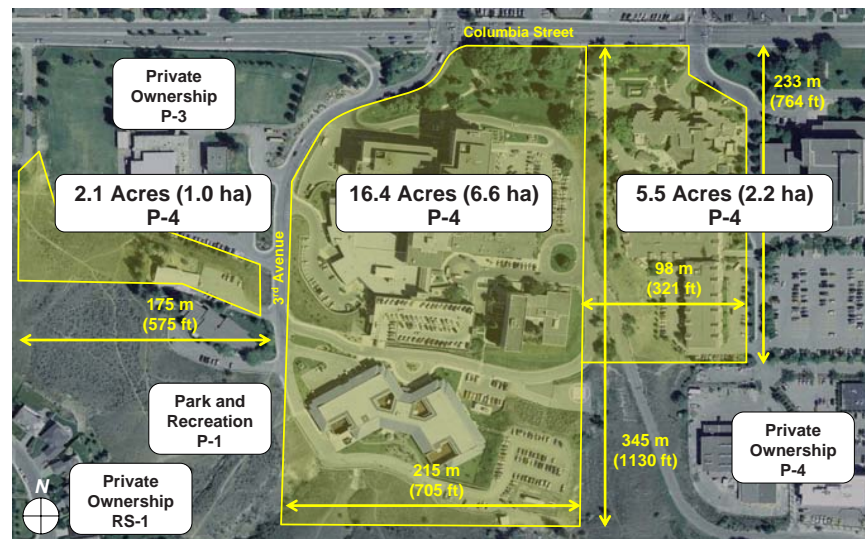 Columbia Street
Private
Ownership
P-3
233 m
(764 ft)
2.1 Acres (1.0 ha)
P-4
16.4 Acres (6.6 ha)
P-4
5.5 Acres (2.2 ha)
P-4
3rd Avenue
98 m
(321 ft)
175 m
(575 ft)
Park and
Recreation
P-1
345 m
(1130 ft)
Private
Ownership
P-4
215 m
(705 ft)
Private
Ownership
RS-1
N